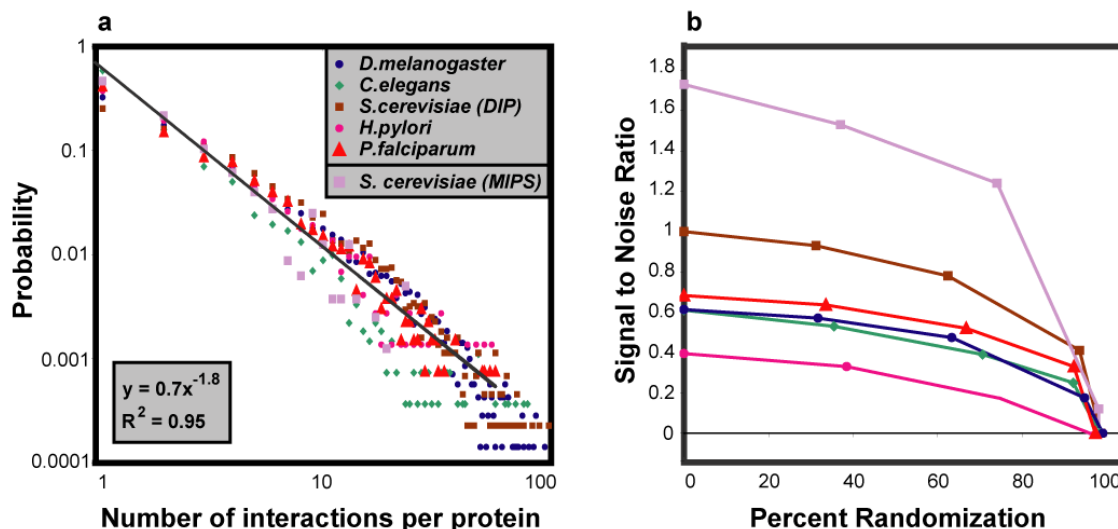 a
1
0.1
0.01
0.001
0.0001
Probability
D.melanogaster
C.elegans
S.cerevisiae (DIP)
H.pylori
P.falciparum
S. cerevisiae (MIPS)
y = 0.7x^-1.8
R^2 = 0.95
1 10 100
Number of interactions per protein
b
1.8
1.6
1.4
1.2
1
0.8
0.6
0.4
0.2
0
Signal to Noise Ratio
0 20 40 60 80 100
Percent Randomization